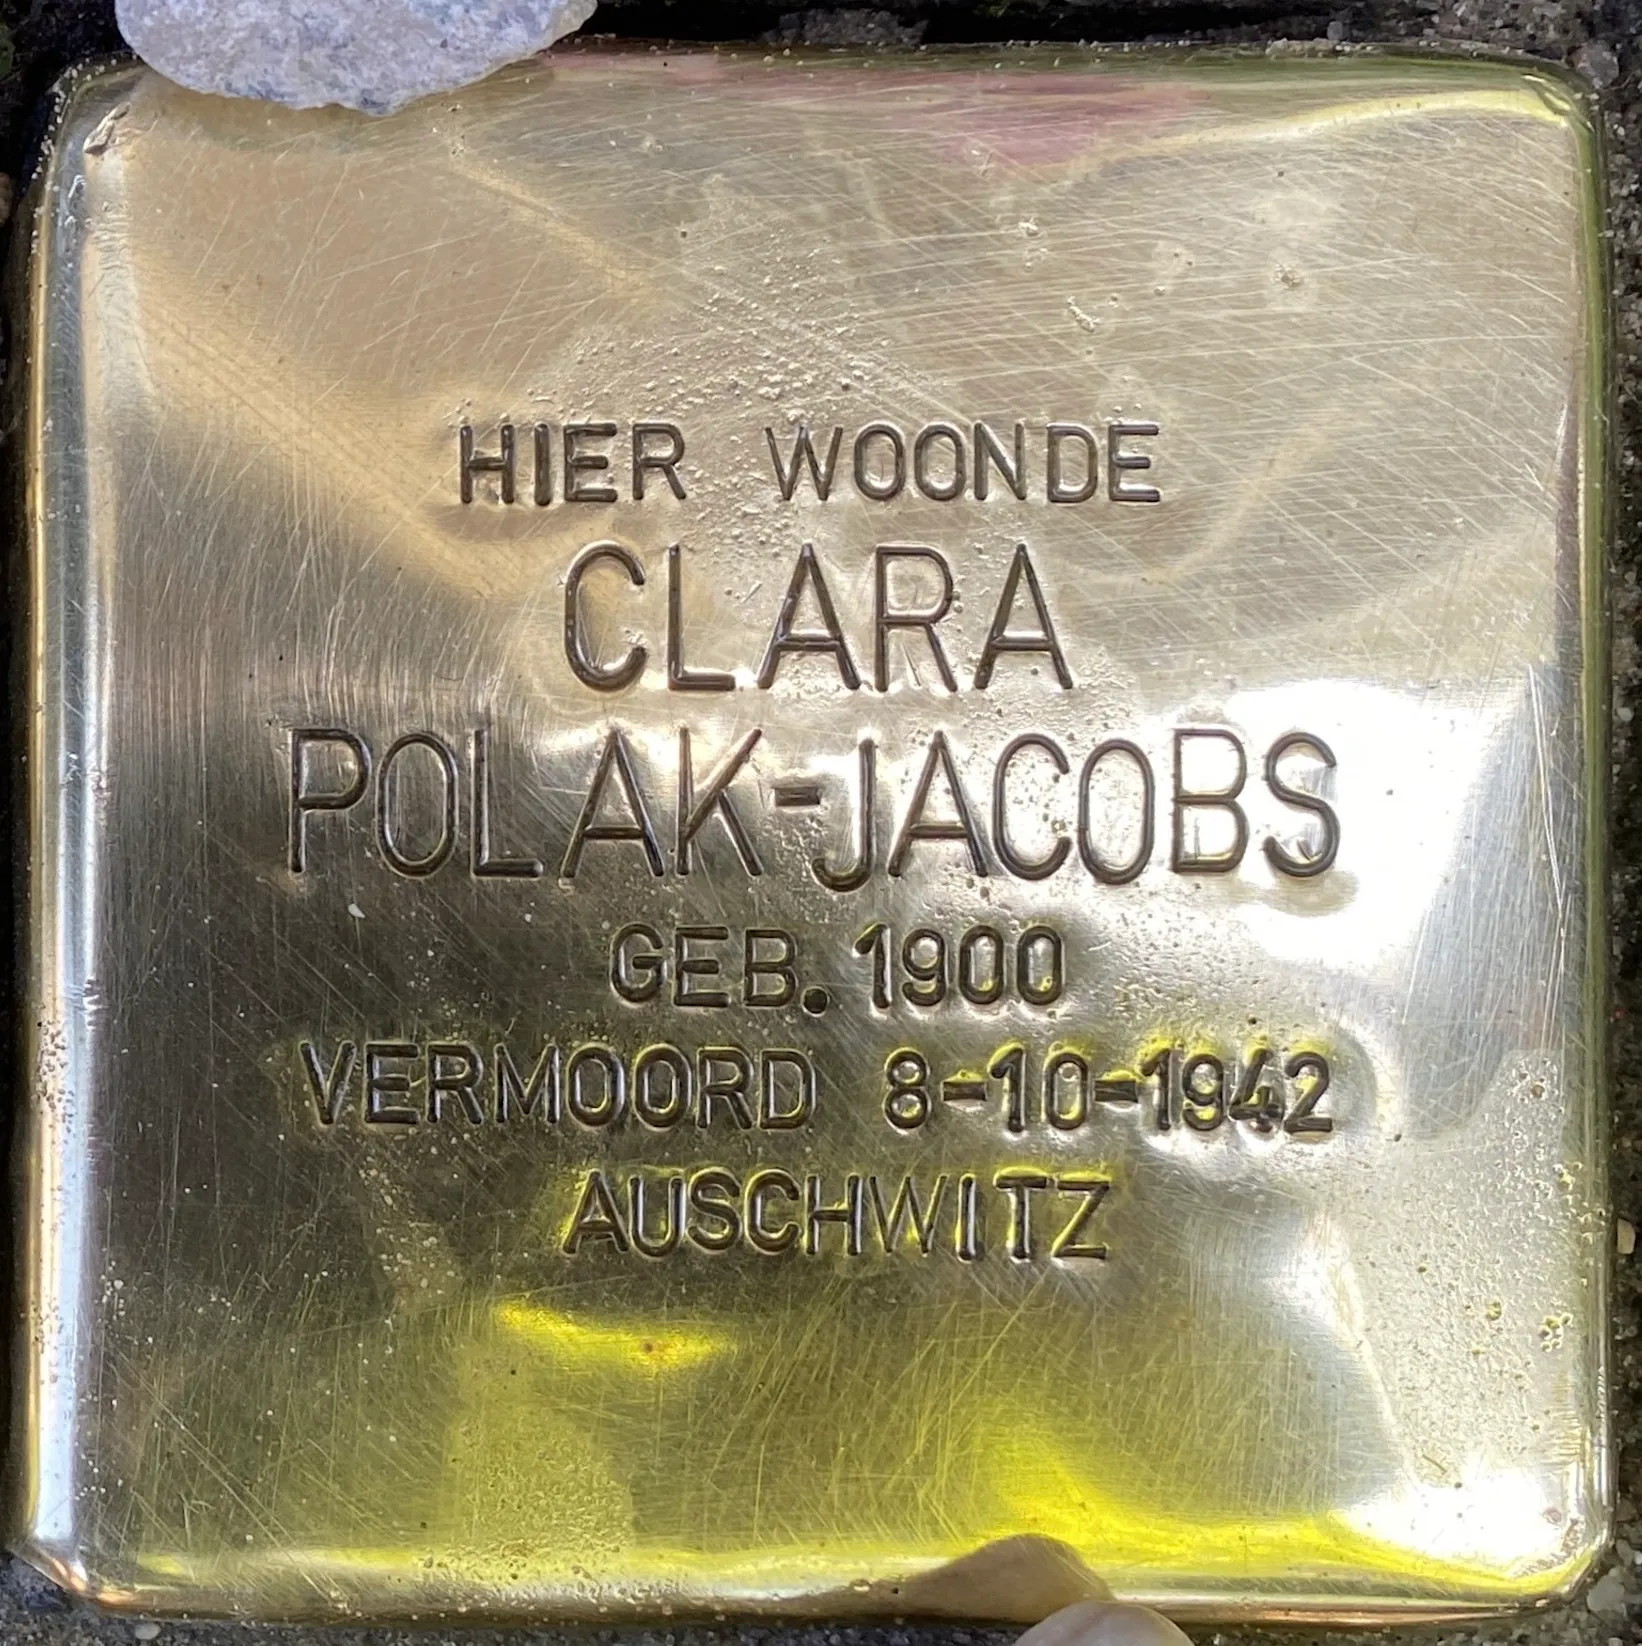 HIER WOONDE
CLARA
POLAK-JACOBS
GEB. 1900
VERMOORD 8-10-1942
AUSCHWITZ